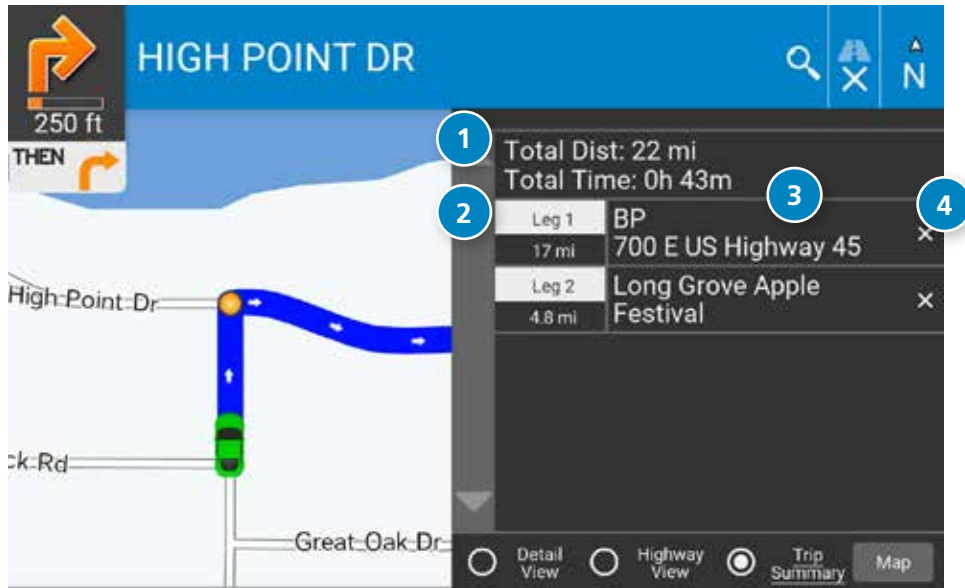 HIGH POINT DR
N
250 ft
THEN
1
Total Dist: 22 mi
Total Time: 0h 43m
2
3
4
Leg 1
17 mi
BP
700 E US Highway 45
×
Leg 2
4.8 mi
Long Grove Apple
Festival
×
High Point Dr
ck Rd
Great Oak Dr
Detail
View
Highway
View
Trip
Summary
Map